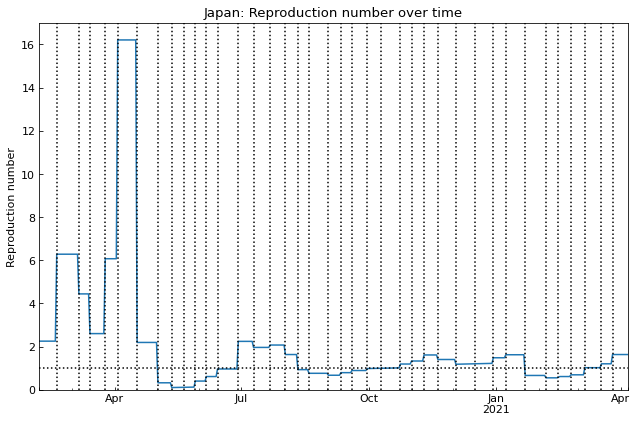 Japan: Reproduction number over time
Reproduction number
16
14
12
10
8
6
4
2
0
Apr
Jul
Oct
Jan
2021
Apr